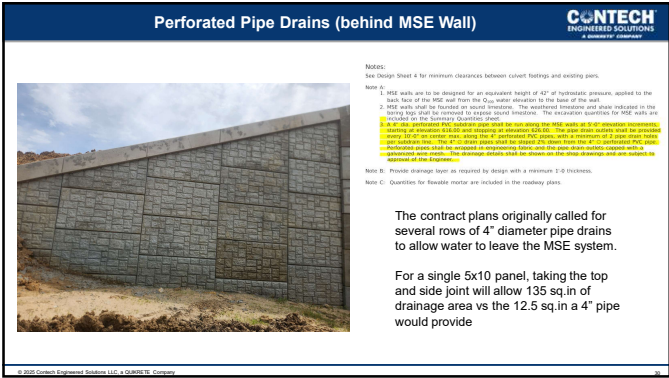 Perforated Pipe Drains (behind MSE Wall)
CONTECH
ENGINEERED SOLUTIONS
A QUIKRETE COMPANY
Notes:
See Design Sheet 4 for minimum clearances between culvert footings and existing piers.
Note A:
1. MSE walls are to be designed for an equivalent height of 42" of hydrostatic pressure, applied to the
back face of the MSE wall from the Q100 water elevation to the base of the wall.
2. MSE walls shall be founded on sound limestone. The weathered limestone and shale indicated in the
boring logs shall be removed to expose sound limestone. The excavation quantities for MSE walls are
included on the Summary Quantities sheet.
3. A 4" dia. perforated PVC subdrain pipe shall be run along the MSE walls at 5'-0" elevation increments,
starting at elevation 616.00 and stopping at elevation 626.00. The pipe drain outlets shall be provided
every 10'-0" on center max. along the 4" perforated PVC pipes, with a minimum of 2 pipe drain holes
per subdrain line. The 4" ∅ drain pipes shall be sloped 2% down from the 4" ∅ perforated PVC pipe.
Perforated pipes shall be wrapped in engineering fabric and the pipe drain outlets capped with a
galvanized wire mesh. The drainage details shall be shown on the shop drawings and are subject to
approval of the Engineer.
Note B: Provide drainage layer as required by design with a minimum 1'-0 thickness.
Note C: Quantities for flowable mortar are included in the roadway plans.
The contract plans originally called for
several rows of 4" diameter pipe drains
to allow water to leave the MSE system.
For a single 5x10 panel, taking the top
and side joint will allow 135 sq.in of
drainage area vs the 12.5 sq.in a 4" pipe
would provide
© 2025 Contech Engineered Solutions LLC, a QUIKRETE Company